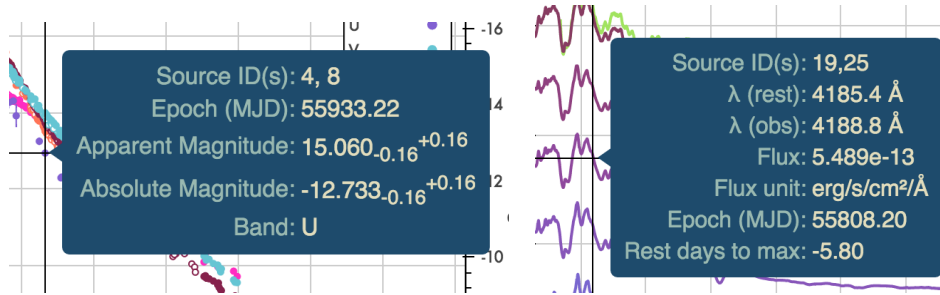 U
V
-16
14
12
-10
Source ID(s): 4, 8
Epoch (MJD): 55933.22
Apparent Magnitude: 15.060-0.16+0.16
Absolute Magnitude: -12.733-0.16+0.16
Band: U
Source ID(s): 19,25
λ (rest): 4185.4 Å
λ (obs): 4188.8 Å
Flux: 5.489e-13
Flux unit: erg/s/cm²/Å
Epoch (MJD): 55808.20
Rest days to max: -5.80